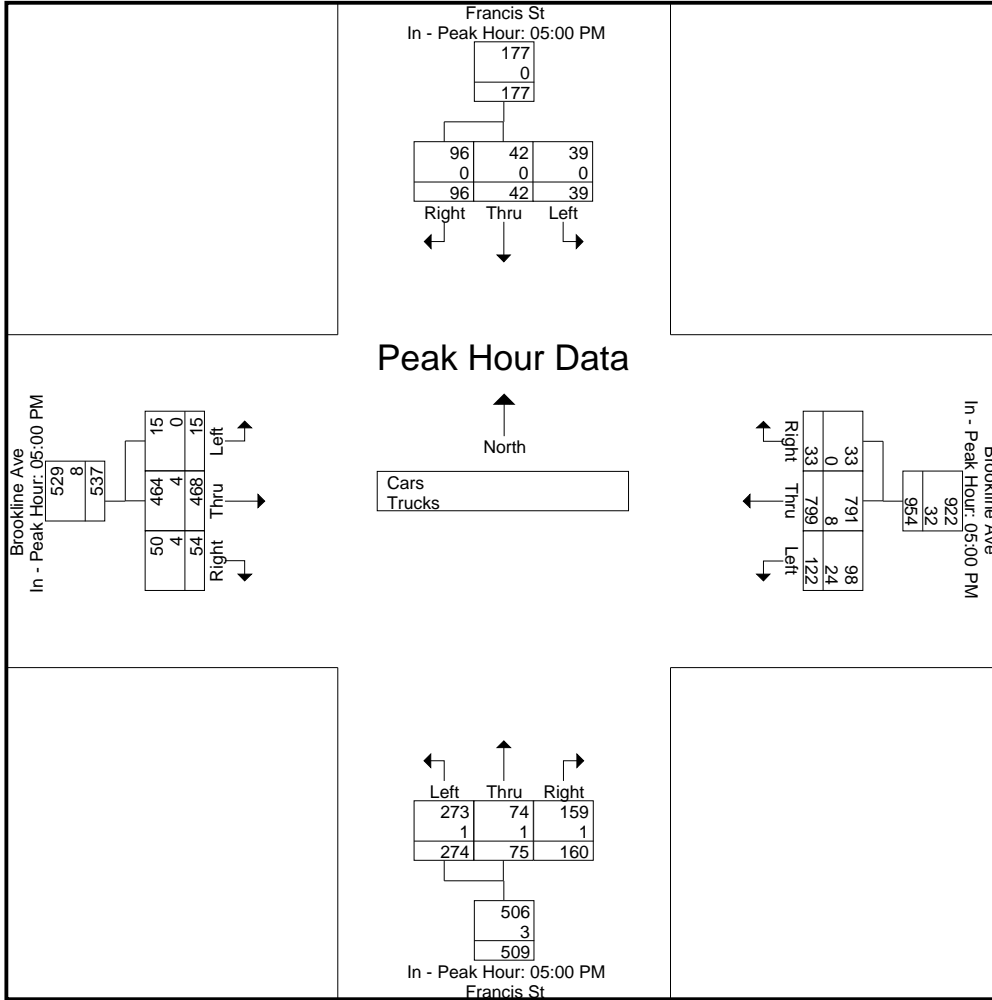 Francis St
In - Peak Hour: 05:00 PM
177
0
177
96 42 39
0 0 0
96 42 39
Right Thru Left
Peak Hour Data
North
Cars
Trucks
Brookline Ave
In - Peak Hour: 05:00 PM
529
8
537
15 0 15 Left
464 4 468 Thru
50 4 54 Right
Brookline Ave
In - Peak Hour: 05:00 PM
922
32
954
Right 33 0 33
Thru 799 8 791
Left 122 24 98
Left Thru Right
273 74 159
1 1 1
274 75 160
506
3
509
In - Peak Hour: 05:00 PM
Francis St